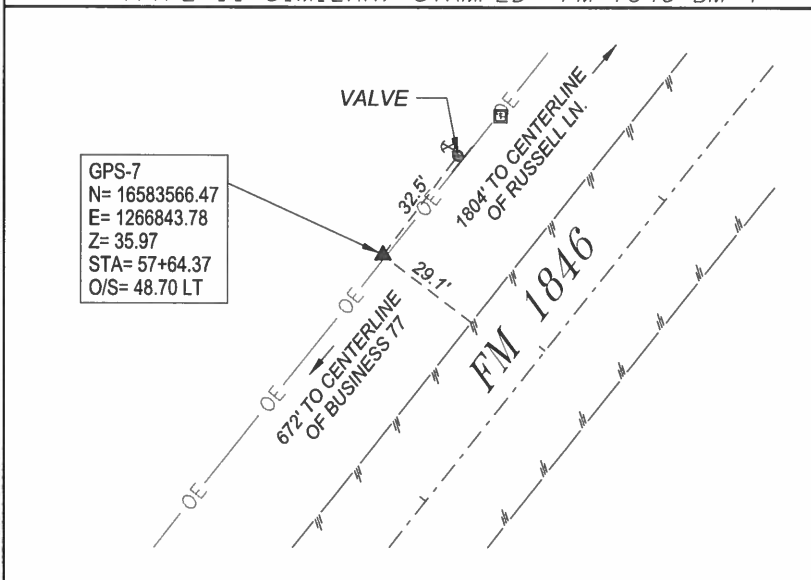 VALVE
OE
GPS-7
N= 16583566.47
E= 1266843.78
Z= 35.97
STA= 57+64.37
O/S= 48.70 LT
32.5'
OE
1804' TO CENTERLINE
OF RUSSELL LN.
29.1'
OE
672' TO CENTERLINE
OF BUSINESS 77
FM 1846
OE
OE